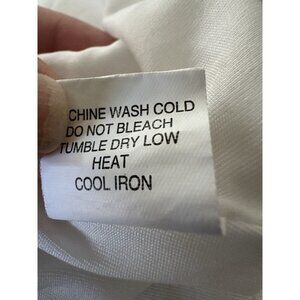 CHINE WASH COLD
DO NOT BLEACH
TUMBLE DRY LOW
HEAT
COOL IRON